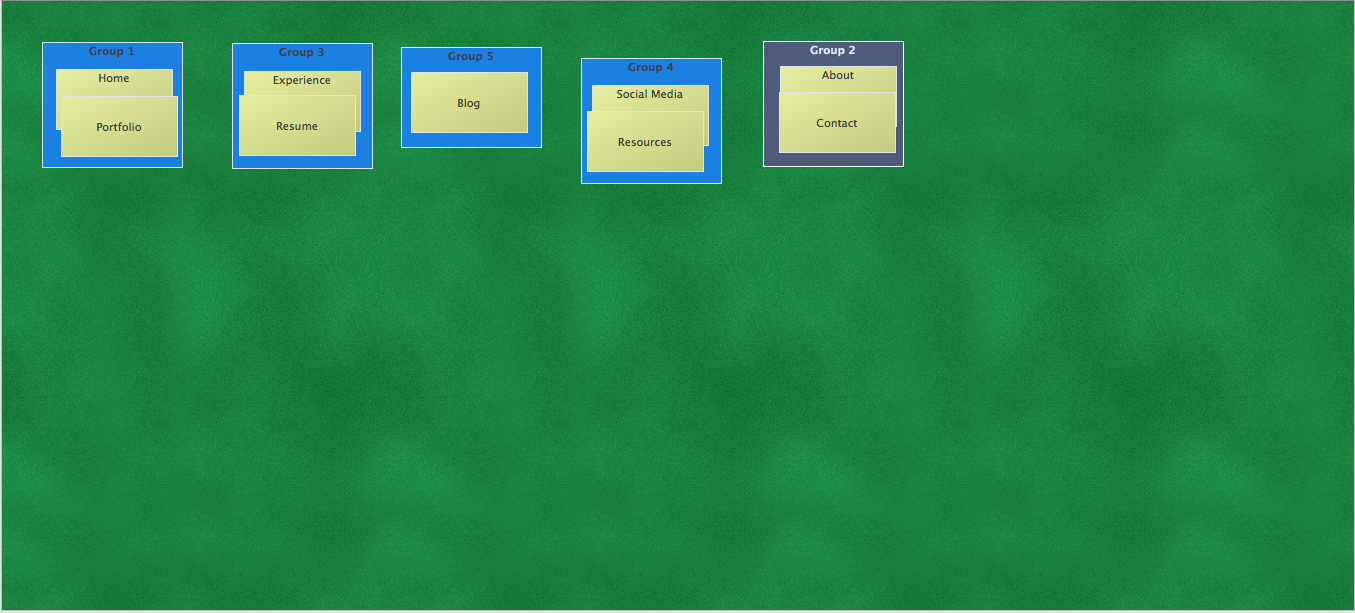 Group 1
Home
Portfolio
Group 3
Experience
Resume
Group 5
Blog
Group 4
Social Media
Resources
Group 2
About
Contact